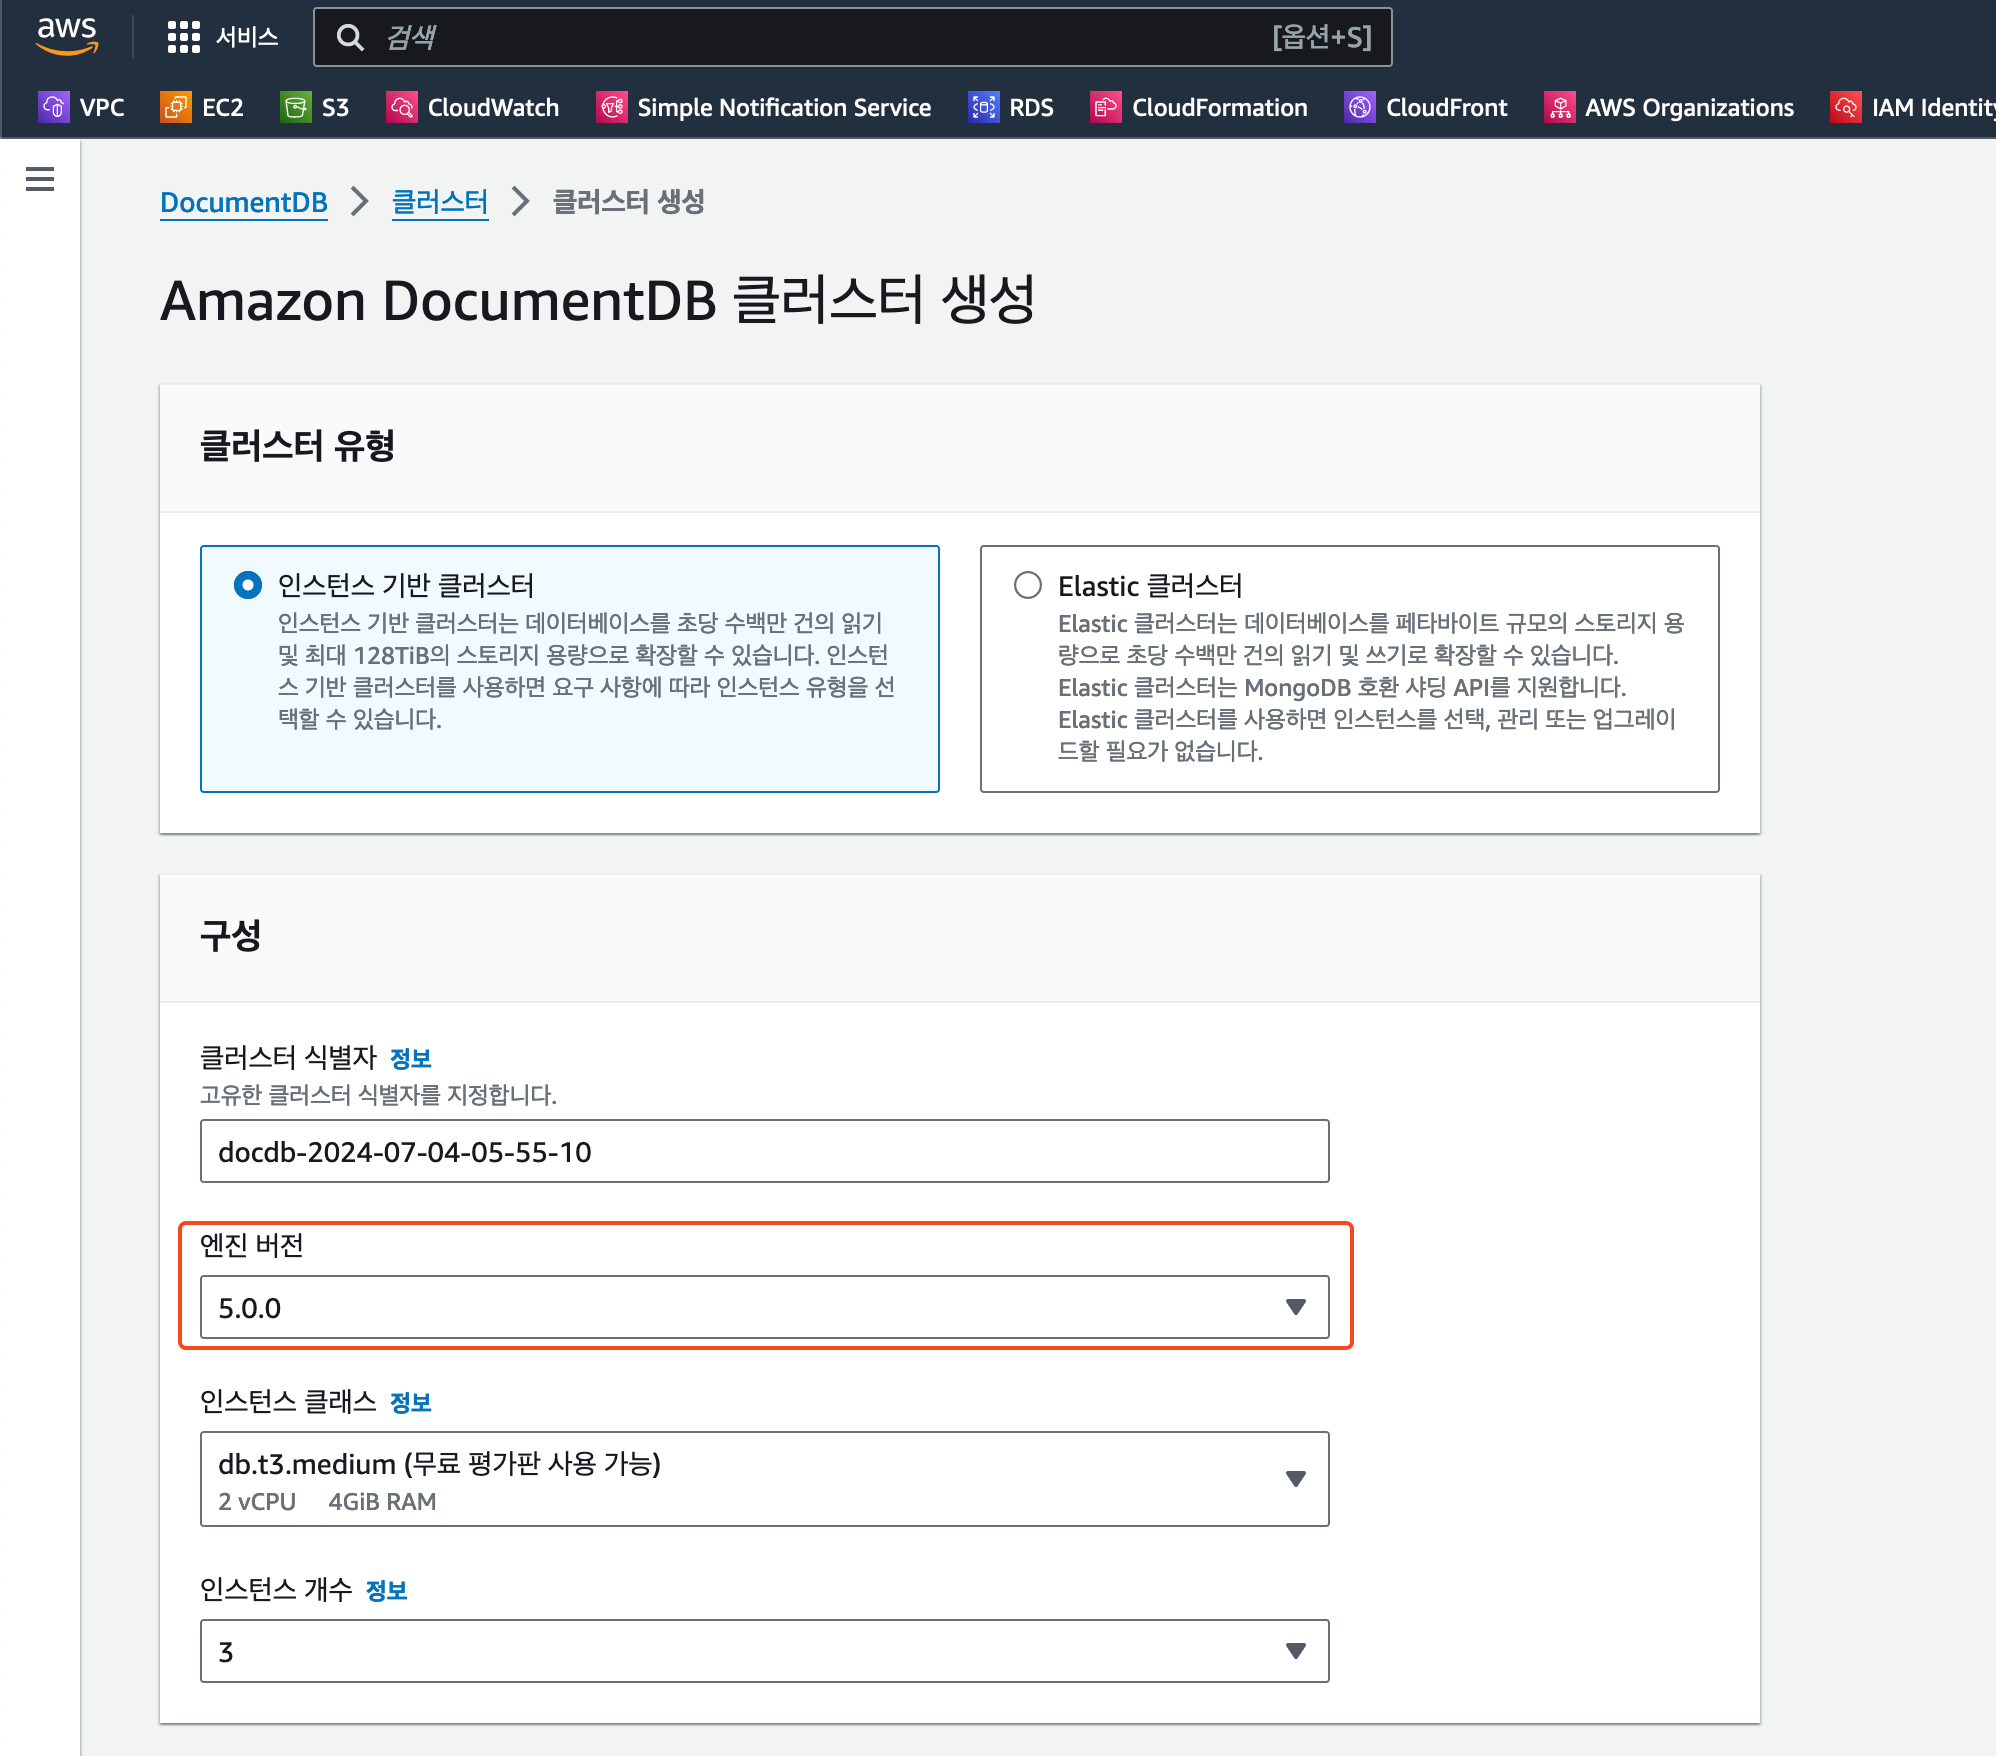 aws
서비스
검색
[옵션+S]
VPC
EC2
S3
CloudWatch
Simple Notification Service
RDS
CloudFormation
CloudFront
AWS Organizations
IAM Identity
DocumentDB
클러스터
클러스터 생성
Amazon DocumentDB 클러스터 생성
클러스터 유형
인스턴스 기반 클러스터
인스턴스 기반 클러스터는 데이터베이스를 초당 수백만 건의 읽기
및 최대 128TiB의 스토리지 용량으로 확장할 수 있습니다. 인스턴
스 기반 클러스터를 사용하면 요구 사항에 따라 인스턴스 유형을 선
택할 수 있습니다.
Elastic 클러스터
Elastic 클러스터는 데이터베이스를 페타바이트 규모의 스토리지 용
량으로 초당 수백만 건의 읽기 및 쓰기로 확장할 수 있습니다.
Elastic 클러스터는 MongoDB 호환 샤딩 API를 지원합니다.
Elastic 클러스터를 사용하면 인스턴스를 선택, 관리 또는 업그레이
드할 필요가 없습니다.
구성
클러스터 식별자 정보
고유한 클러스터 식별자를 지정합니다.
docdb-2024-07-04-05-55-10
엔진 버전
5.0.0
인스턴스 클래스 정보
db.t3.medium (무료 평가판 사용 가능)
2 vCPU 4GiB RAM
인스턴스 개수 정보
3